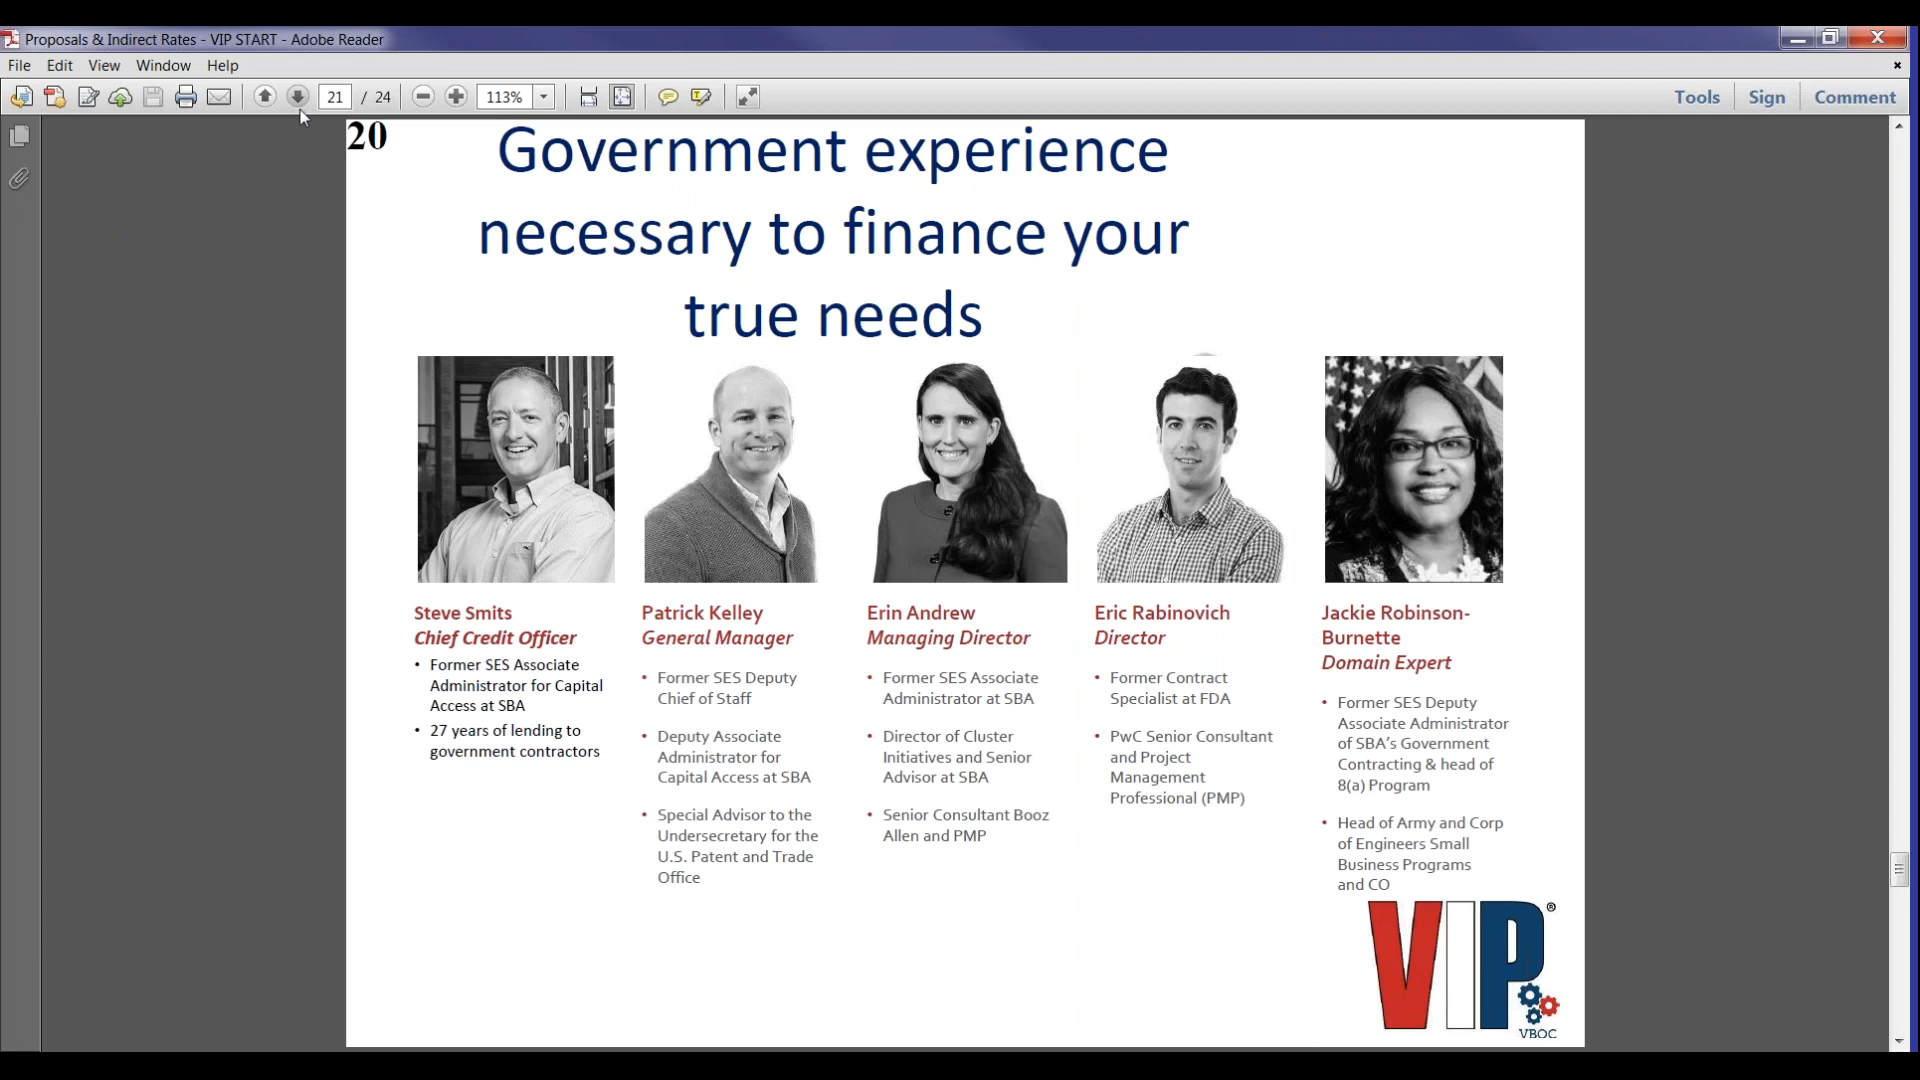 Proposals & Indirect Rates - VIP START - Adobe Reader
File Edit View Window Help
21 / 24 113% Tools Sign Comment
20
Government experience
necessary to finance your
true needs
Steve Smits
Chief Credit Officer
• Former SES Associate
Administrator for Capital
Access at SBA
• 27 years of lending to
government contractors
Patrick Kelley
General Manager
• Former SES Deputy
Chief of Staff
• Deputy Associate
Administrator for
Capital Access at SBA
• Special Advisor to the
Undersecretary for the
U.S. Patent and Trade
Office
Erin Andrew
Managing Director
• Former SES Associate
Administrator at SBA
• Director of Cluster
Initiatives and Senior
Advisor at SBA
• Senior Consultant Booz
Allen and PMP
Eric Rabinovich
Director
• Former Contract
Specialist at FDA
• PwC Senior Consultant
and Project
Management
Professional (PMP)
Jackie Robinson-
Burnette
Domain Expert
• Former SES Deputy
Associate Administrator
of SBA's Government
Contracting & head of
8(a) Program
• Head of Army and Corp
of Engineers Small
Business Programs
and CO
VIP®
VBOC